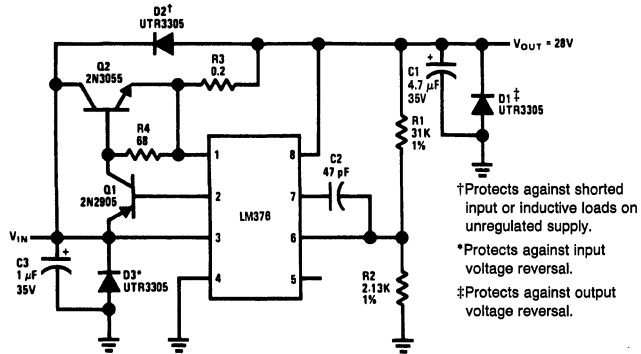 D2†
UTR3305
VOUT = 28V
Q2
2N3055
R3
0.2
C1
4.7 μF
35V
+
D1‡
UTR3305
R4
68
R1
31K
1%
1
8
C2
47 pF
Q1
2N2905
2
7
LM376
VIN
3
6
C3
1 μF
35V
+
D3*
UTR3305
4
5
R2
2.13K
1%
†Protects against shorted
input or inductive loads on
unregulated supply.
*Protects against input
voltage reversal.
‡Protects against output
voltage reversal.